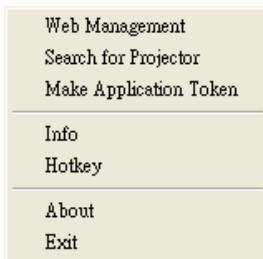 Web Management
Search for Projector
Make Application Token
Info
Hotkey
About
Exit